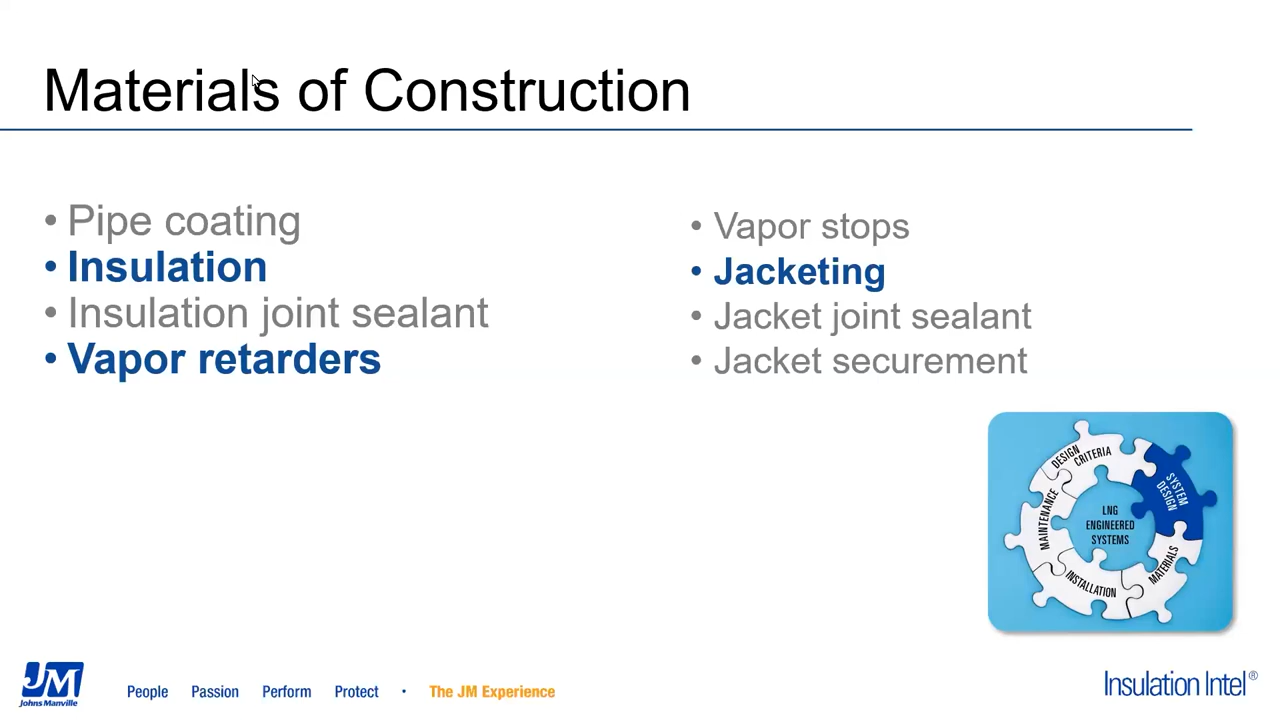 Materials of Construction
• Pipe coating
• Insulation
• Insulation joint sealant
• Vapor retarders
• Vapor stops
• Jacketing
• Jacket joint sealant
• Jacket securement
DESIGN
CRITERIA
SYSTEM
DESIGN
MATERIALS
INSTALLATION
MAINTENANCE
LNG
ENGINEERED
SYSTEMS
JM
Johns Manville
People Passion Perform Protect • The JM Experience
Insulation Intel®